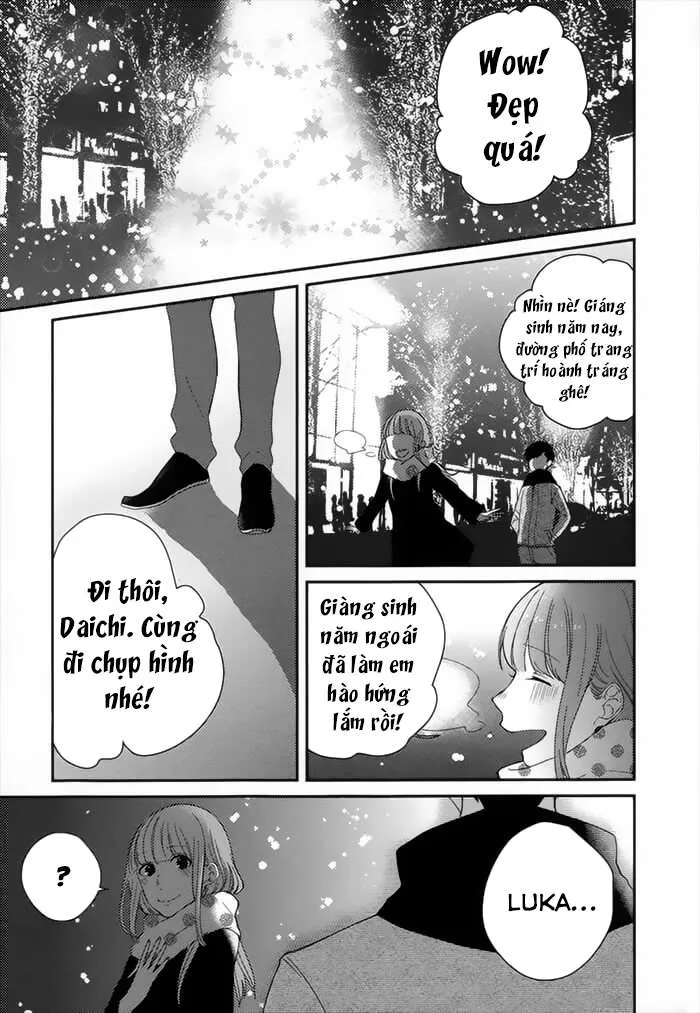 Wow!
Đẹp
quá!
Nhìn nè! Giáng
sinh năm nay,
đường phố trang
trí hoành tráng
ghê!
Giàng sinh
năm ngoái
đã làm em
hào hứng
lắm rồi!
Đi thôi,
Daichi. Cùng
đi chụp hình
nhé!
LUKA...
?